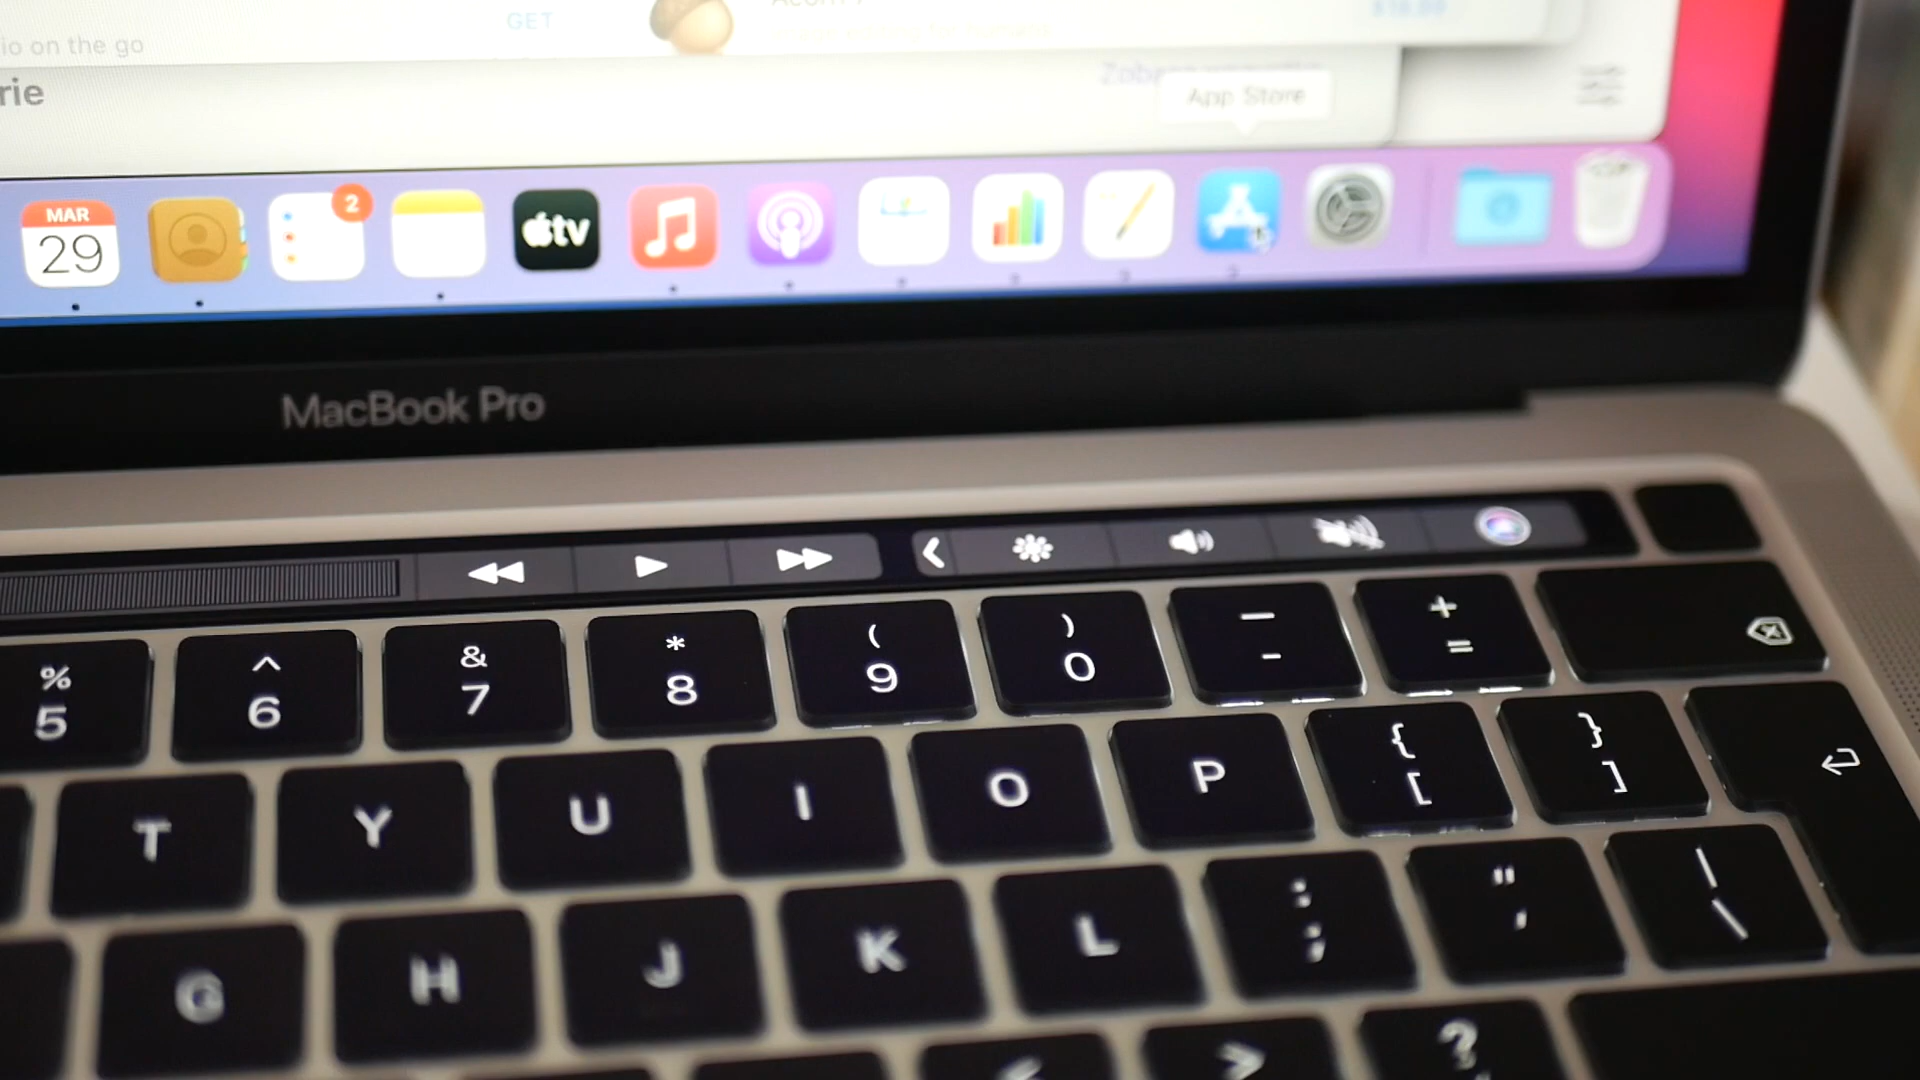 GET
io on the go
rie
App Store
MAR
29
2
tv
MacBook Pro
%
5
^
6
&
7
*
8
(
9
)
0
—
-
+
=
T
Y
U
I
O
P
{
[
}
]
G
H
J
K
L
:
;
"
'
|
\
<
>
?